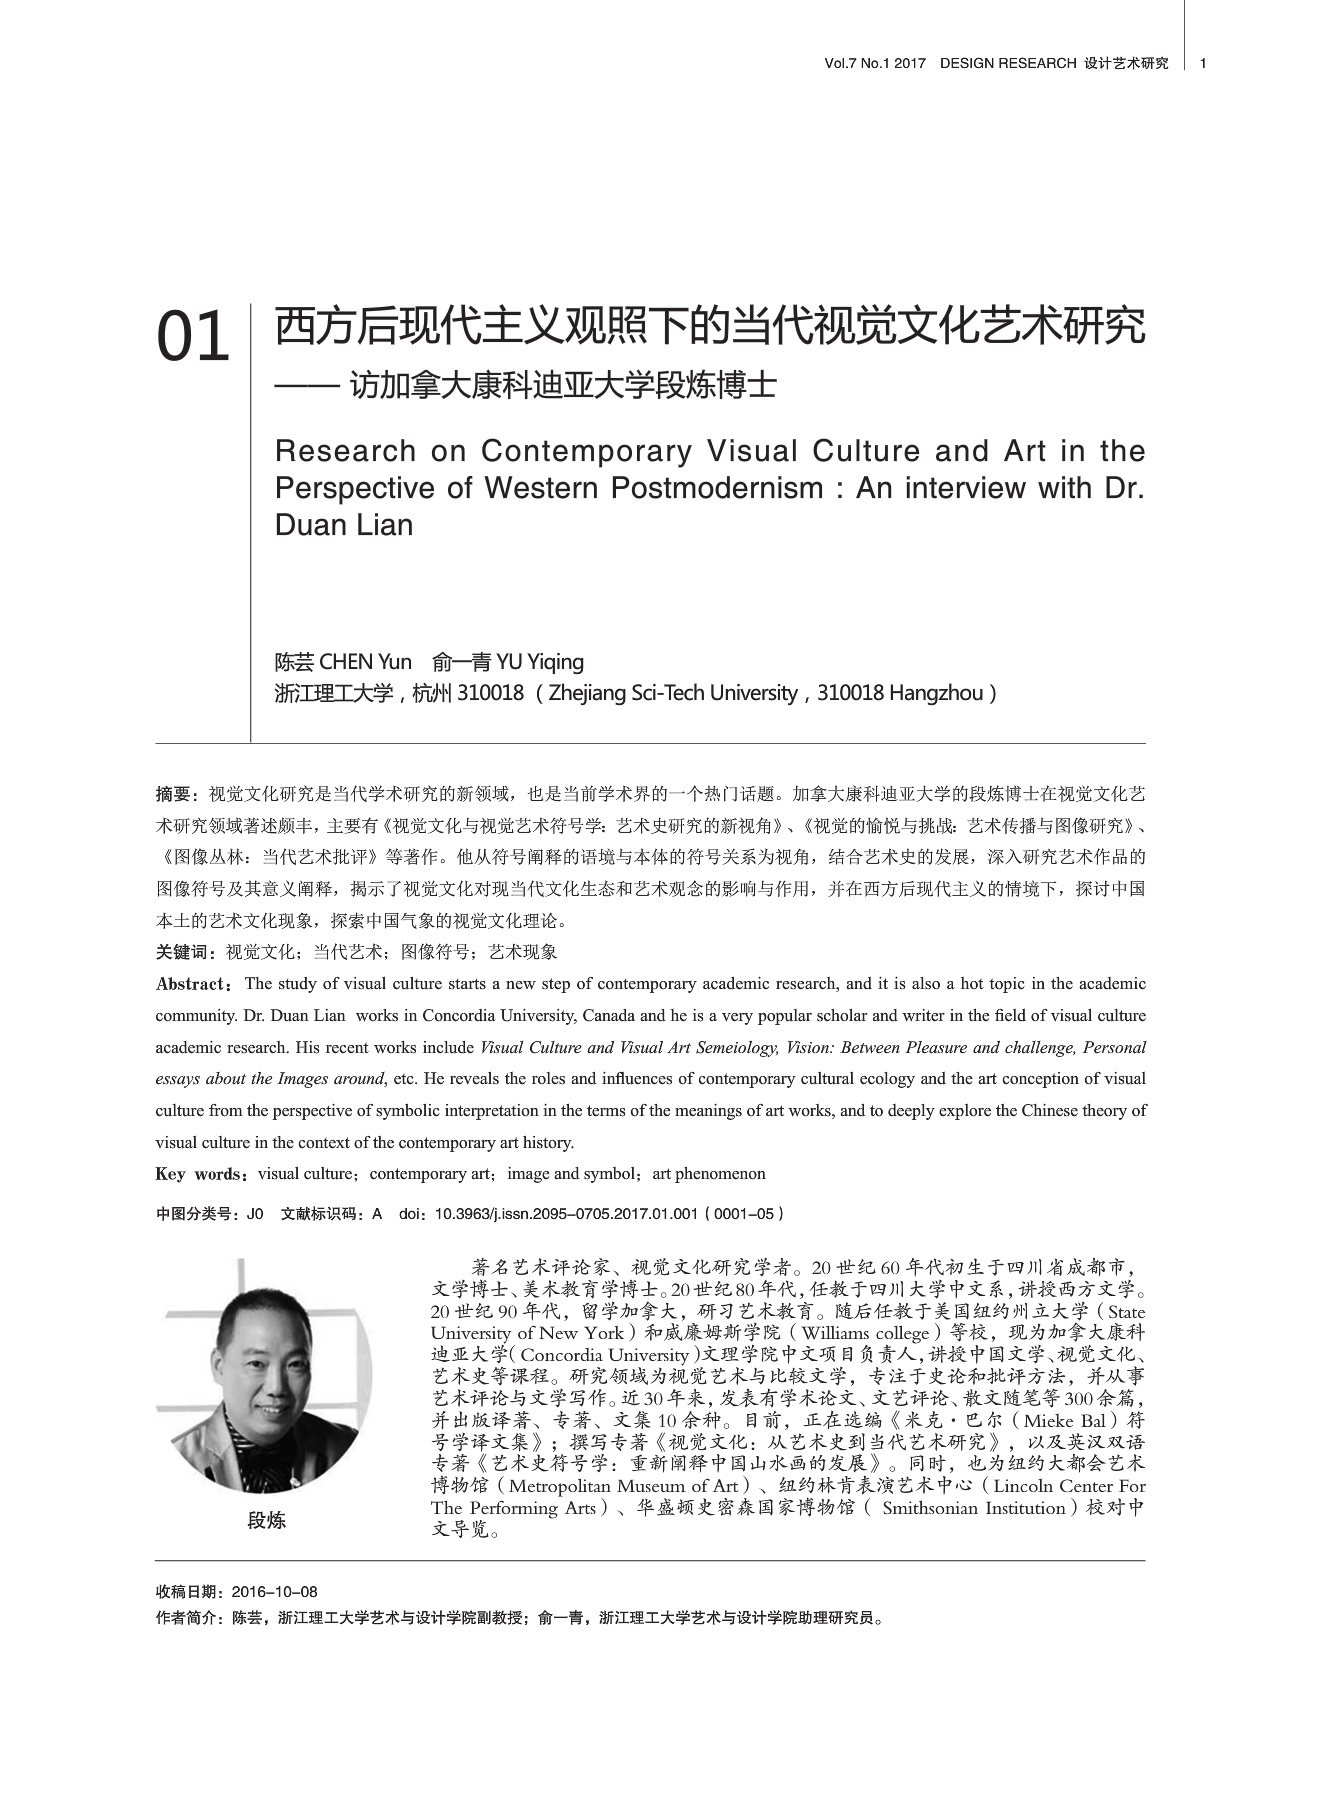 Vol.7 No.1 2017 DESIGN RESEARCH 设计艺术研究 1
01
西方后现代主义观照下的当代视觉文化艺术研究
—— 访加拿大康科迪亚大学段炼博士
Research on Contemporary Visual Culture and Art in the
Perspective of Western Postmodernism : An interview with Dr.
Duan Lian
陈芸 CHEN Yun 俞一青 YU Yiqing
浙江理工大学，杭州 310018（Zhejiang Sci-Tech University，310018 Hangzhou）
摘要：视觉文化研究是当代学术研究的新领域，也是当前学术界的一个热门话题。加拿大康科迪亚大学的段炼博士在视觉文化艺
术研究领域著述颇丰，主要有《视觉文化与视觉艺术符号学：艺术史研究的新视角》、《视觉的愉悦与挑战：艺术传播与图像研究》、
《图像丛林：当代艺术批评》等著作。他从符号阐释的语境与本体的符号关系为视角，结合艺术史的发展，深入研究艺术作品的
图像符号及其意义阐释，揭示了视觉文化对现当代文化生态和艺术观念的影响与作用，并在西方后现代主义的情境下，探讨中国
本土的艺术文化现象，探索中国气象的视觉文化理论。
关键词：视觉文化；当代艺术；图像符号；艺术现象
Abstract：The study of visual culture starts a new step of contemporary academic research, and it is also a hot topic in the academic
community. Dr. Duan Lian works in Concordia University, Canada and he is a very popular scholar and writer in the field of visual culture
academic research. His recent works include Visual Culture and Visual Art Semeiology, Vision: Between Pleasure and challenge, Personal
essays about the Images around, etc. He reveals the roles and influences of contemporary cultural ecology and the art conception of visual
culture from the perspective of symbolic interpretation in the terms of the meanings of art works, and to deeply explore the Chinese theory of
visual culture in the context of the contemporary art history.
Key words：visual culture；contemporary art；image and symbol；art phenomenon
中图分类号：J0 文献标识码：A doi：10.3963/j.issn.2095–0705.2017.01.001（0001–05）
著名艺术评论家、视觉文化研究学者。20 世纪 60 年代初生于四川省成都市，
文学博士、美术教育学博士。20世纪80年代，任教于四川大学中文系，讲授西方文学。
20 世纪 90 年代，留学加拿大，研习艺术教育。随后任教于美国纽约州立大学（State
University of New York）和威廉姆斯学院（Williams college）等校，现为加拿大康科
迪亚大学（Concordia University）文理学院中文项目负责人，讲授中国文学、视觉文化、
艺术史等课程。研究领域为视觉艺术与比较文学，专注于史论和批评方法，并从事
艺术评论与文学写作。近30年来，发表有学术论文、文艺评论、散文随笔等300余篇，
并出版译著、专著、文集 10 余种。目前，正在选编《米克·巴尔（Mieke Bal）符
号学译文集》；撰写专著《视觉文化：从艺术史到当代艺术研究》，以及英汉双语
专著《艺术史符号学：重新阐释中国山水画的发展》。同时，也为纽约大都会艺术
博物馆（Metropolitan Museum of Art）、纽约林肯表演艺术中心（Lincoln Center For
The Performing Arts）、华盛顿史密森国家博物馆（ Smithsonian Institution）校对中
文导览。
段炼
收稿日期：2016–10–08
作者简介：陈芸，浙江理工大学艺术与设计学院副教授；俞一青，浙江理工大学艺术与设计学院助理研究员。